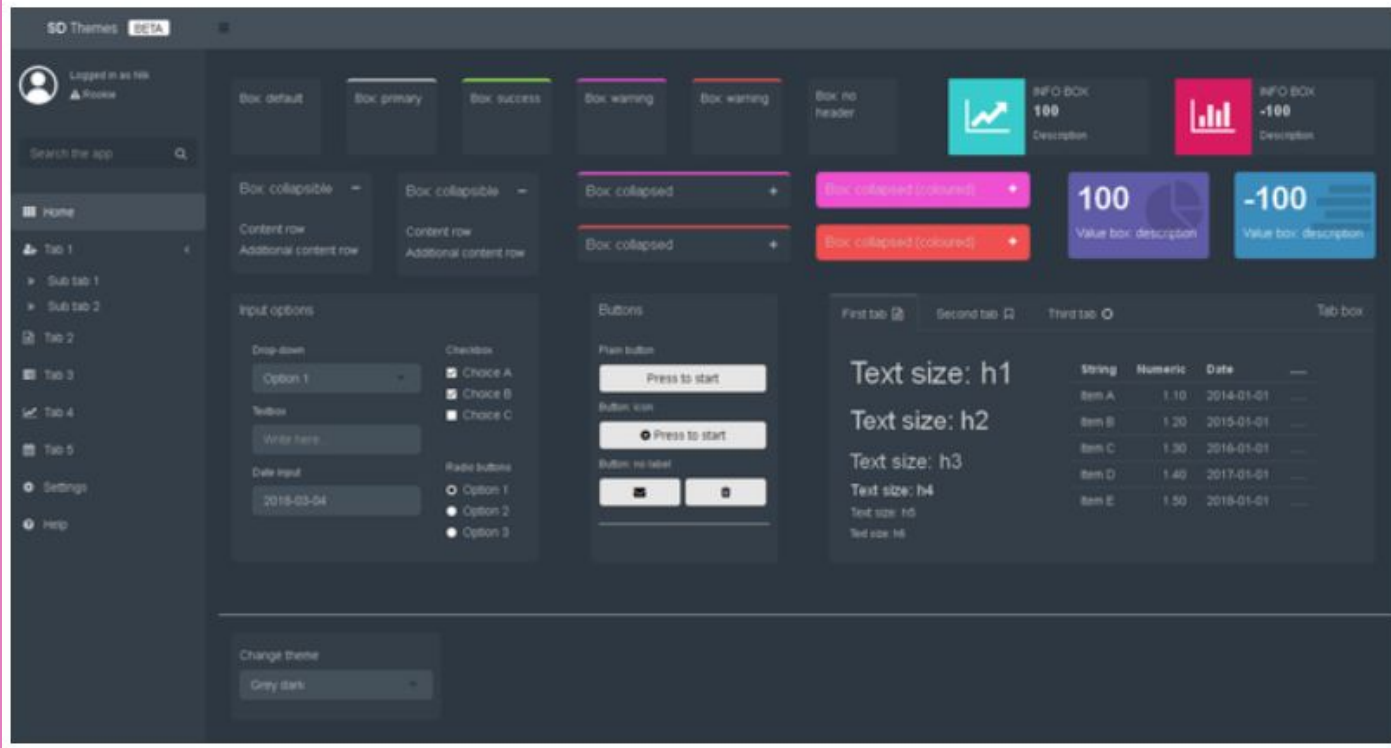 SD Themes BETA
Logged in as Nik
Rookie
Search the app
Home
Tab 1
Sub tab 1
Sub tab 2
Tab 2
Tab 3
Tab 4
Tab 5
Settings
Help
Box: default
Box: primary
Box: success
Box: warning
Box: warning
Box: no
header
INFO BOX
100
Description
INFO BOX
-100
Description
Box: collapsible
Content row
Additional content row
Box: collapsible
Content row
Additional content row
Box: collapsed
Box: collapsed
Box: collapsed (coloured)
Box: collapsed (coloured)
100
Value box: description
-100
Value box: description
Input options
Drop-down
Option 1
Textbox
Write here
Date input
2018-03-04
Checkbox
Choice A
Choice B
Choice C
Radio buttons
Option 1
Option 2
Option 3
Buttons
Plain button
Press to start
Button: icon
Press to start
Button: no label
First tab Second tab Third tab Tab box
Text size: h1
Text size: h2
Text size: h3
Text size: h4
Text size: h5
Text size: h6
String Numeric Date ...
Item A 1.10 2014-01-01 ...
Item B 1.20 2015-01-01 ...
Item C 1.30 2016-01-01 ...
Item D 1.40 2017-01-01 ...
Item E 1.50 2018-01-01 ...
Change theme
Grey dark